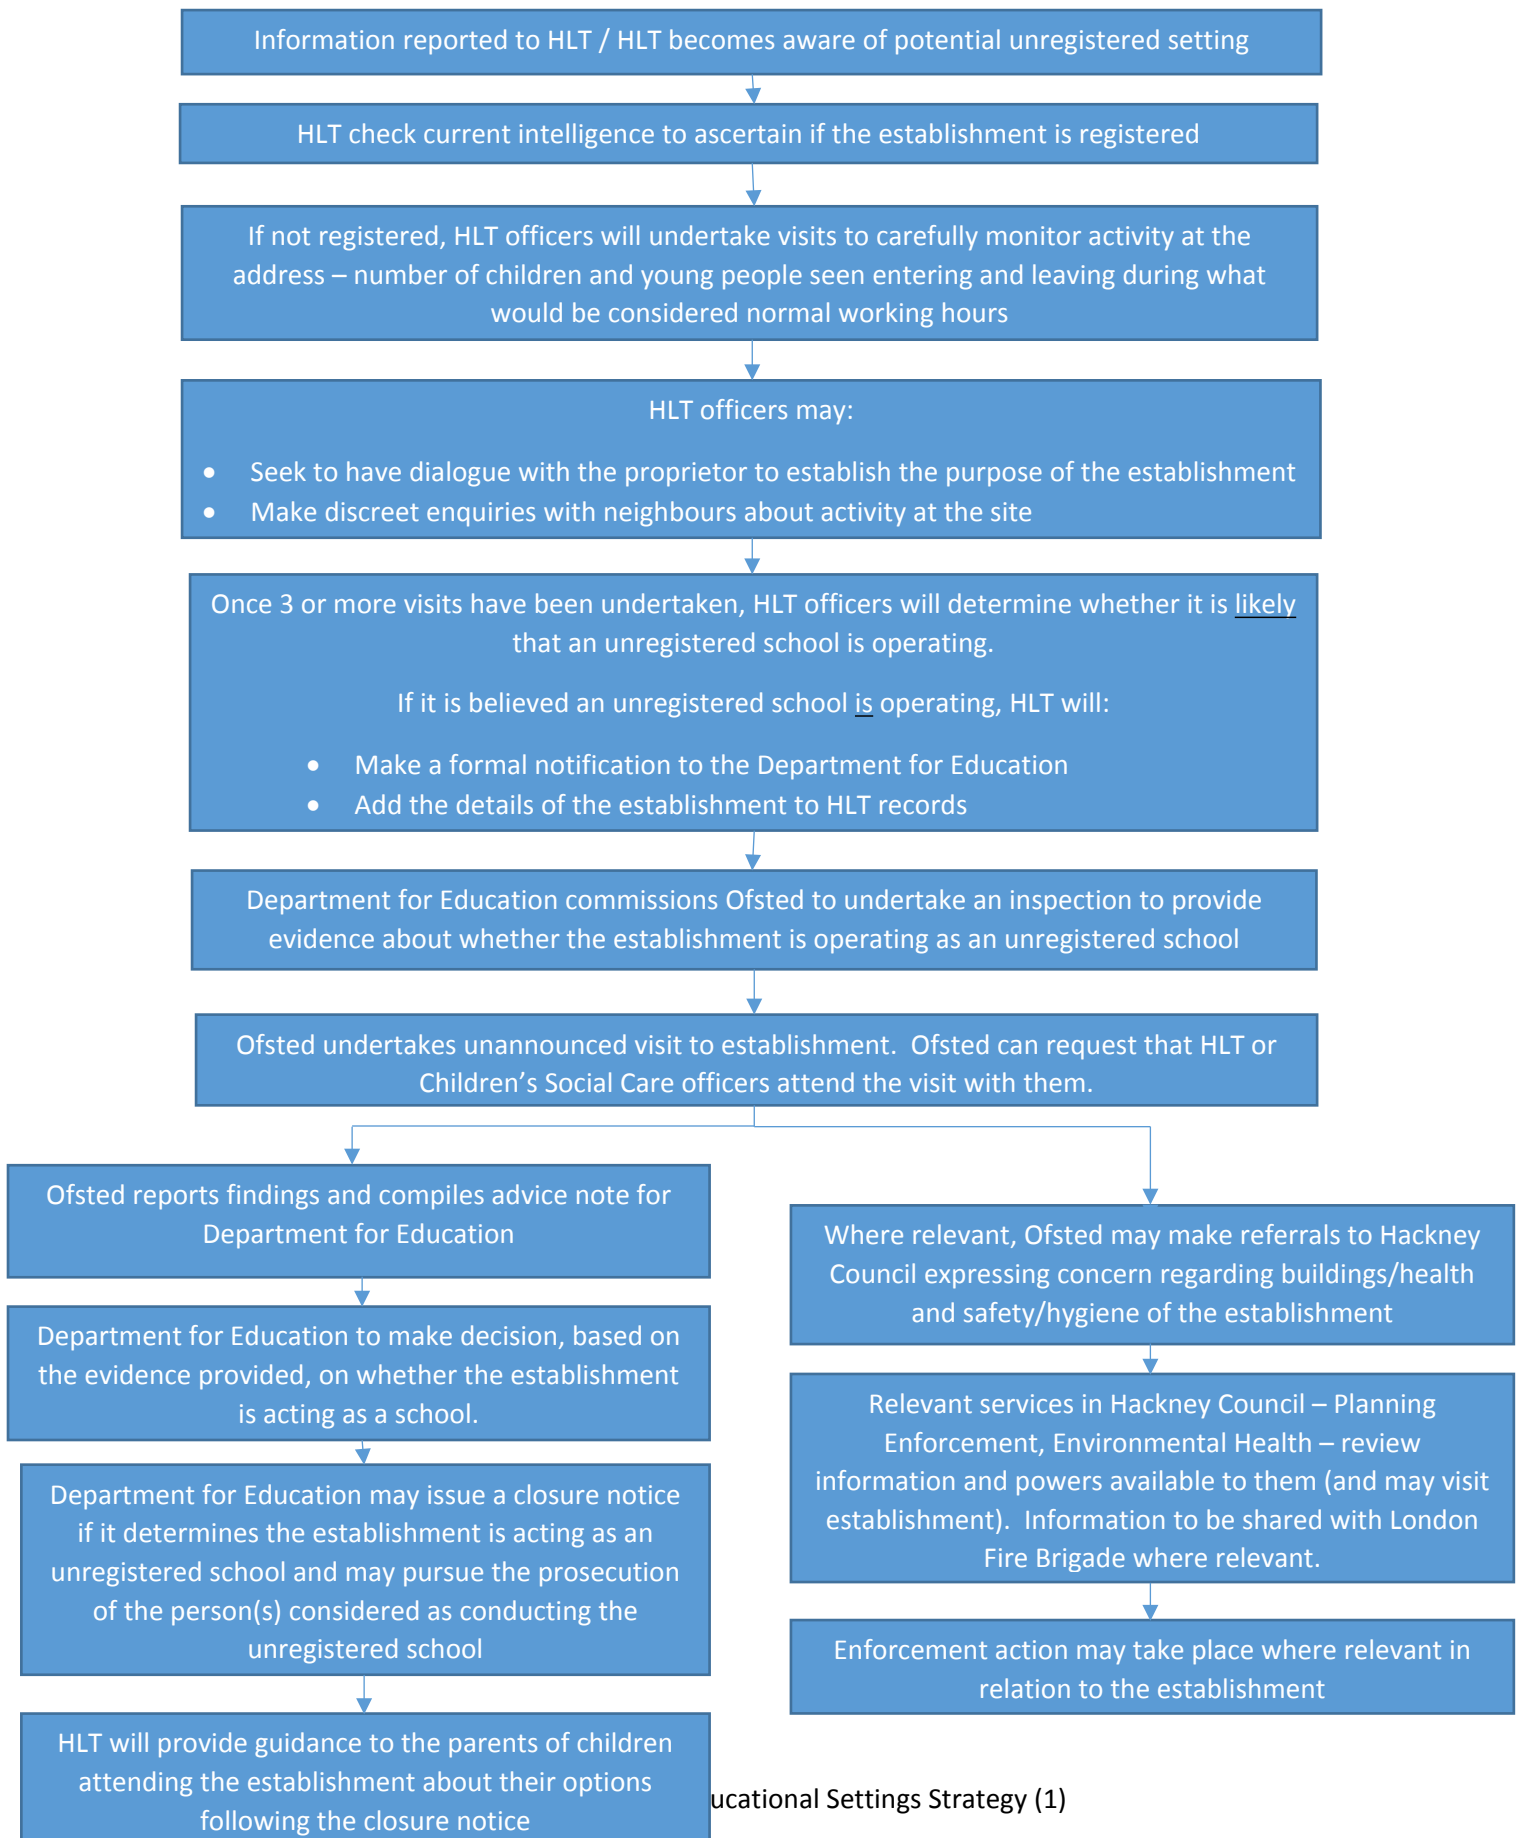 Information reported to HLT / HLT becomes aware of potential unregistered setting
HLT check current intelligence to ascertain if the establishment is registered
If not registered, HLT officers will undertake visits to carefully monitor activity at the
address – number of children and young people seen entering and leaving during what
would be considered normal working hours
HLT officers may:
• Seek to have dialogue with the proprietor to establish the purpose of the establishment
• Make discreet enquiries with neighbours about activity at the site
Once 3 or more visits have been undertaken, HLT officers will determine whether it is likely
that an unregistered school is operating.
If it is believed an unregistered school is operating, HLT will:
• Make a formal notification to the Department for Education
• Add the details of the establishment to HLT records
Department for Education commissions Ofsted to undertake an inspection to provide
evidence about whether the establishment is operating as an unregistered school
Ofsted undertakes unannounced visit to establishment. Ofsted can request that HLT or
Children’s Social Care officers attend the visit with them.
Ofsted reports findings and compiles advice note for
Department for Education
Department for Education to make decision, based on
the evidence provided, on whether the establishment
is acting as a school.
Department for Education may issue a closure notice
if it determines the establishment is acting as an
unregistered school and may pursue the prosecution
of the person(s) considered as conducting the
unregistered school
HLT will provide guidance to the parents of children
attending the establishment about their options
following the closure notice
Where relevant, Ofsted may make referrals to Hackney
Council expressing concern regarding buildings/health
and safety/hygiene of the establishment
Relevant services in Hackney Council – Planning
Enforcement, Environmental Health – review
information and powers available to them (and may visit
establishment). Information to be shared with London
Fire Brigade where relevant.
Enforcement action may take place where relevant in
relation to the establishment
ucational Settings Strategy (1)